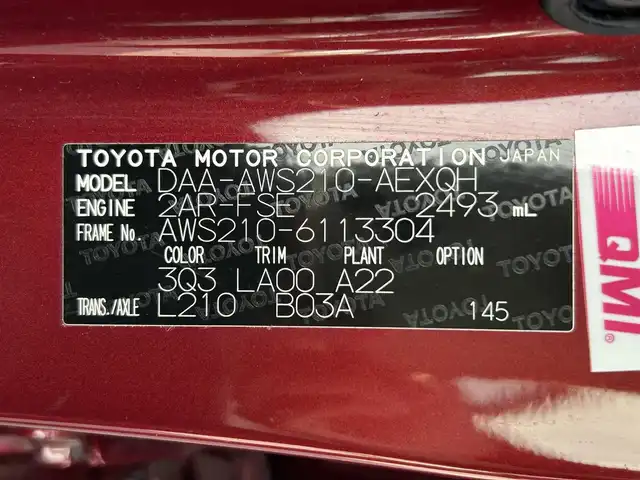 TOYOTA MOTOR CORPORATION JAPAN
MODEL DAA-AWS210-AEXQH
ENGINE 2AR-FSE 2493 mL
FRAME No. AWS210-6113304
COLOR TRIM PLANT OPTION
3Q3 LA00 A22
TRANS./AXLE L210 B03A 145
QMI®